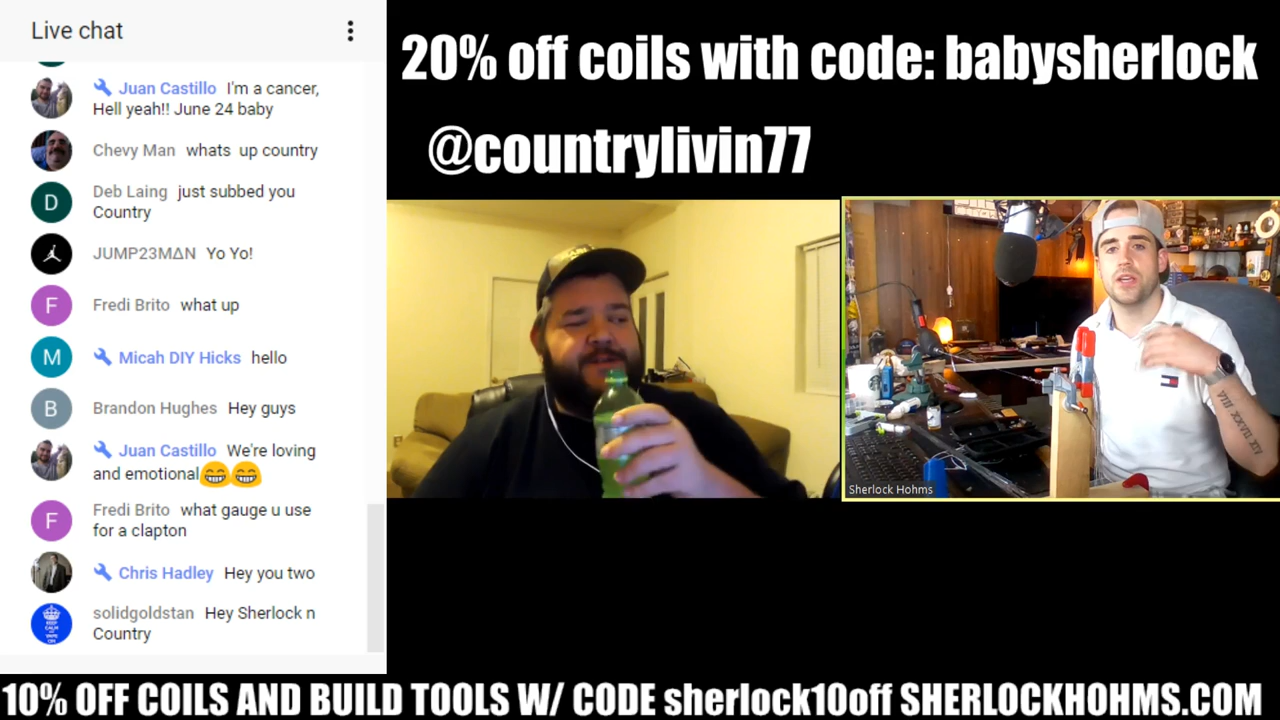 Live chat
Juan Castillo I'm a cancer,
Hell yeah!! June 24 baby
Chevy Man whats up country
D
Deb Laing just subbed you
Country
JUMP23MΔN Yo Yo!
F
Fredi Brito what up
M
Micah DIY Hicks hello
B
Brandon Hughes Hey guys
Juan Castillo We're loving
and emotional😁😁
F
Fredi Brito what gauge u use
for a clapton
Chris Hadley Hey you two
KEEP
CALM
solidgoldstan Hey Sherlock n
Country
20% off coils with code: babysherlock
@countrylivin77
Sherlock Hohms
10% OFF COILS AND BUILD TOOLS W/ CODE sherlock10off SHERLOCKHOHMS.COM